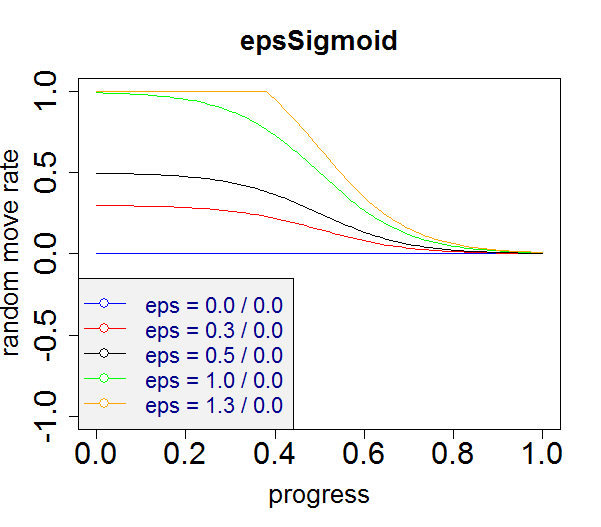 epsSigmoid
random move rate
1.0
0.5
0.0
-0.5
-1.0
eps = 0.0 / 0.0
eps = 0.3 / 0.0
eps = 0.5 / 0.0
eps = 1.0 / 0.0
eps = 1.3 / 0.0
0.0 0.2 0.4 0.6 0.8 1.0
progress